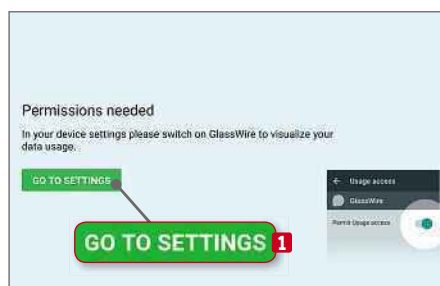 Permissions needed
In your device settings please switch on GlassWire to visualize your
data usage.
GO TO SETTINGS
GO TO SETTINGS 1
← Usage access
GlassWire
Permit usage access